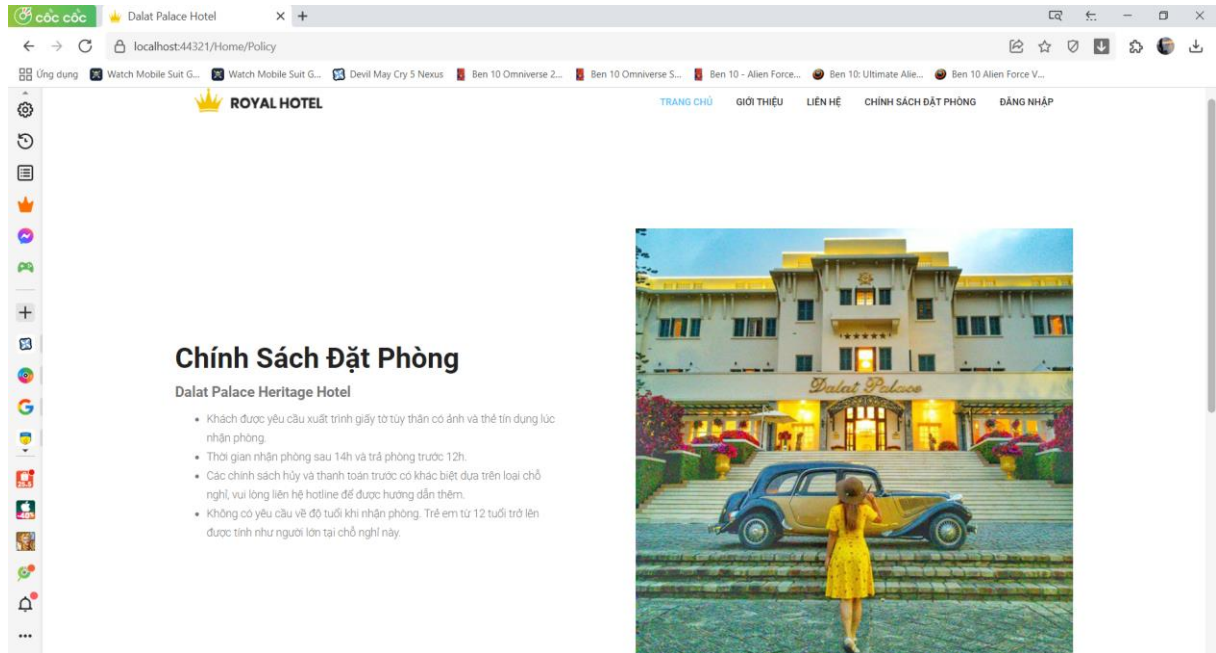 cốc cốc
Dalat Palace Hotel
localhost:44321/Home/Policy
Ứng dụng
Watch Mobile Suit G...
Watch Mobile Suit G...
Devil May Cry 5 Nexus
Ben 10 Omniverse 2...
Ben 10 Omniverse S...
Ben 10 - Alien Force...
Ben 10: Ultimate Alie...
Ben 10 Alien Force V...
ROYAL HOTEL
TRANG CHỦ
GIỚI THIỆU
LIÊN HỆ
CHÍNH SÁCH ĐẶT PHÒNG
ĐĂNG NHẬP
Chính Sách Đặt Phòng
Dalat Palace Heritage Hotel
Khách được yêu cầu xuất trình giấy tờ tùy thân có ảnh và thẻ tín dụng lúc
nhận phòng.
Thời gian nhận phòng sau 14h và trả phòng trước 12h.
Các chính sách hủy và thanh toán trước có khác biệt dựa trên loại chỗ
nghỉ, vui lòng liên hệ hotline để được hướng dẫn thêm.
Không có yêu cầu về độ tuổi khi nhận phòng. Trẻ em từ 12 tuổi trở lên
được tính như người lớn tại chỗ nghỉ này.
Dalat Palace